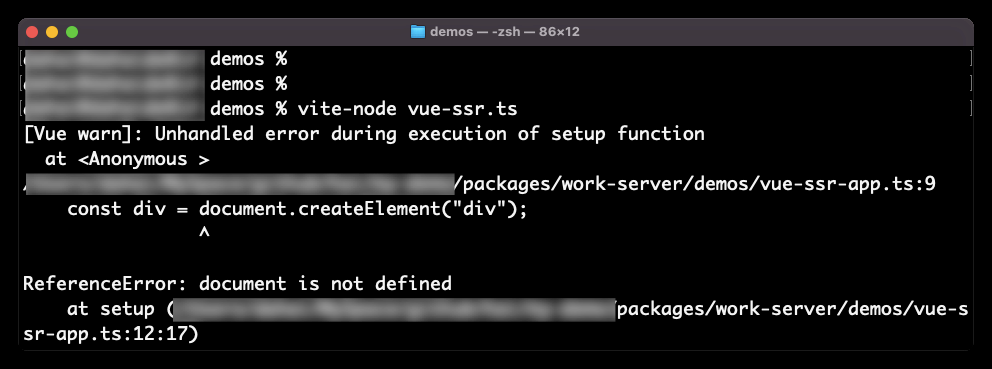 demos — -zsh — 86×12
demos %
demos %
demos % vite-node vue-ssr.ts
[Vue warn]: Unhandled error during execution of setup function
  at <Anonymous >
/packages/work-server/demos/vue-ssr-app.ts:9
    const div = document.createElement("div");
                ^
ReferenceError: document is not defined
    at setup (/packages/work-server/demos/vue-s
sr-app.ts:12:17)